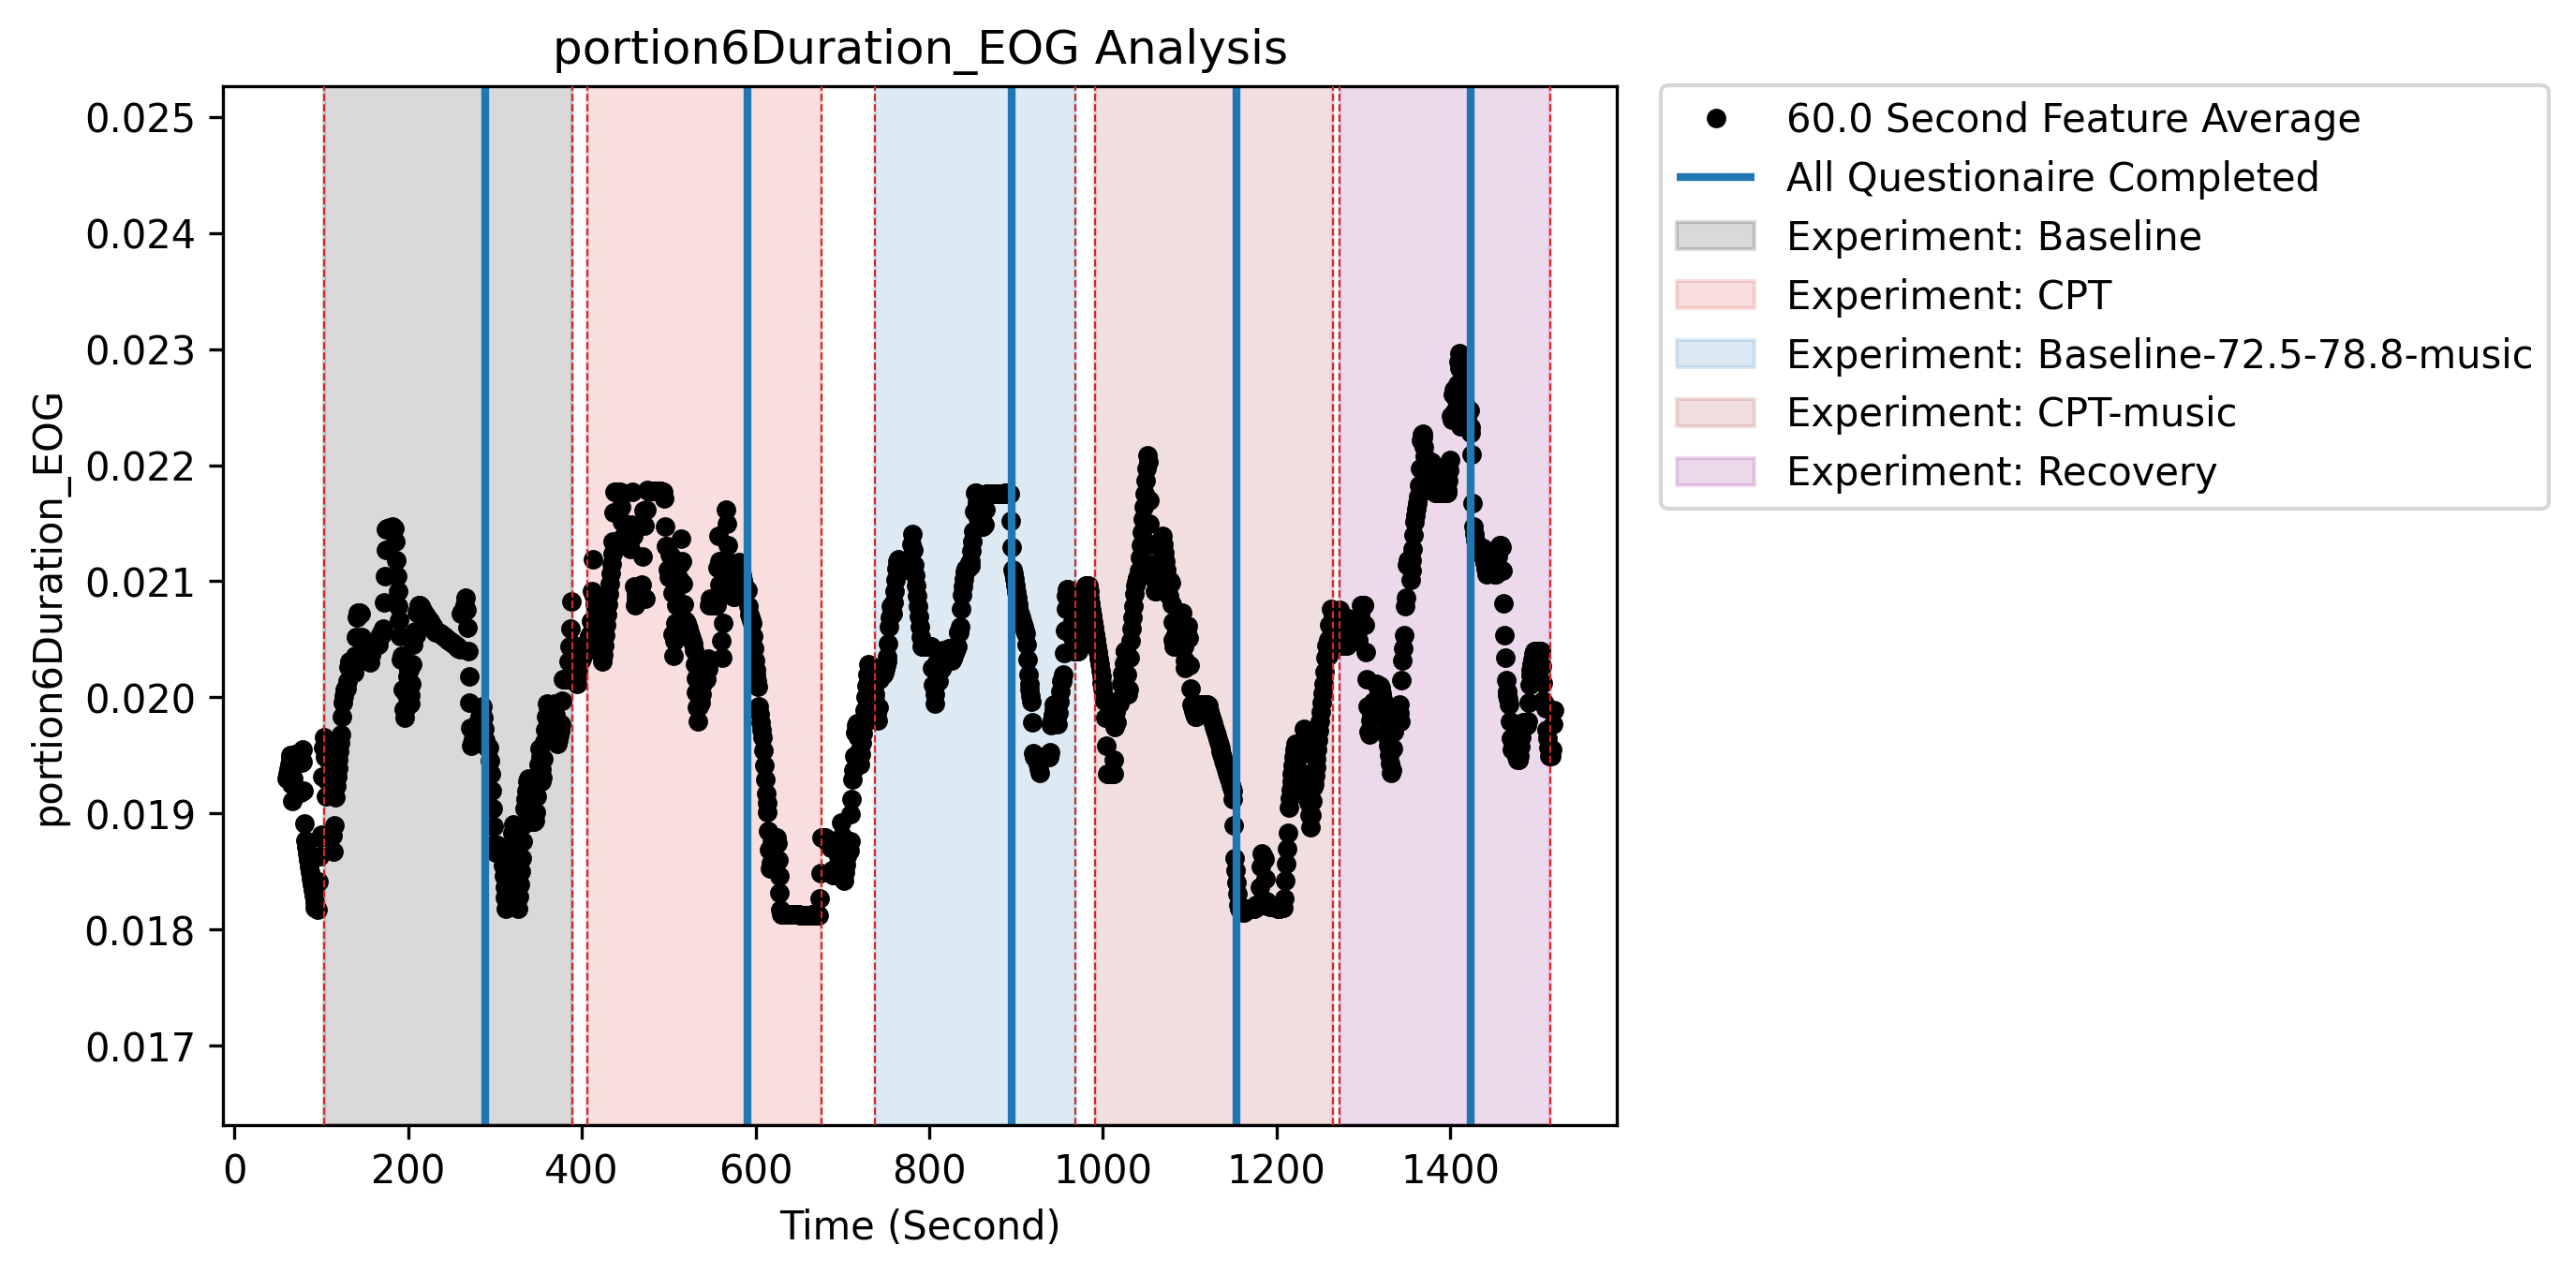 portion6Duration_EOG Analysis
0.025
0.024
0.023
0.022
0.021
0.020
0.019
0.018
0.017
portion6Duration_EOG
0 200 400 600 800 1000 1200 1400
Time (Second)
60.0 Second Feature Average
All Questionaire Completed
Experiment: Baseline
Experiment: CPT
Experiment: Baseline-72.5-78.8-music
Experiment: CPT-music
Experiment: Recovery